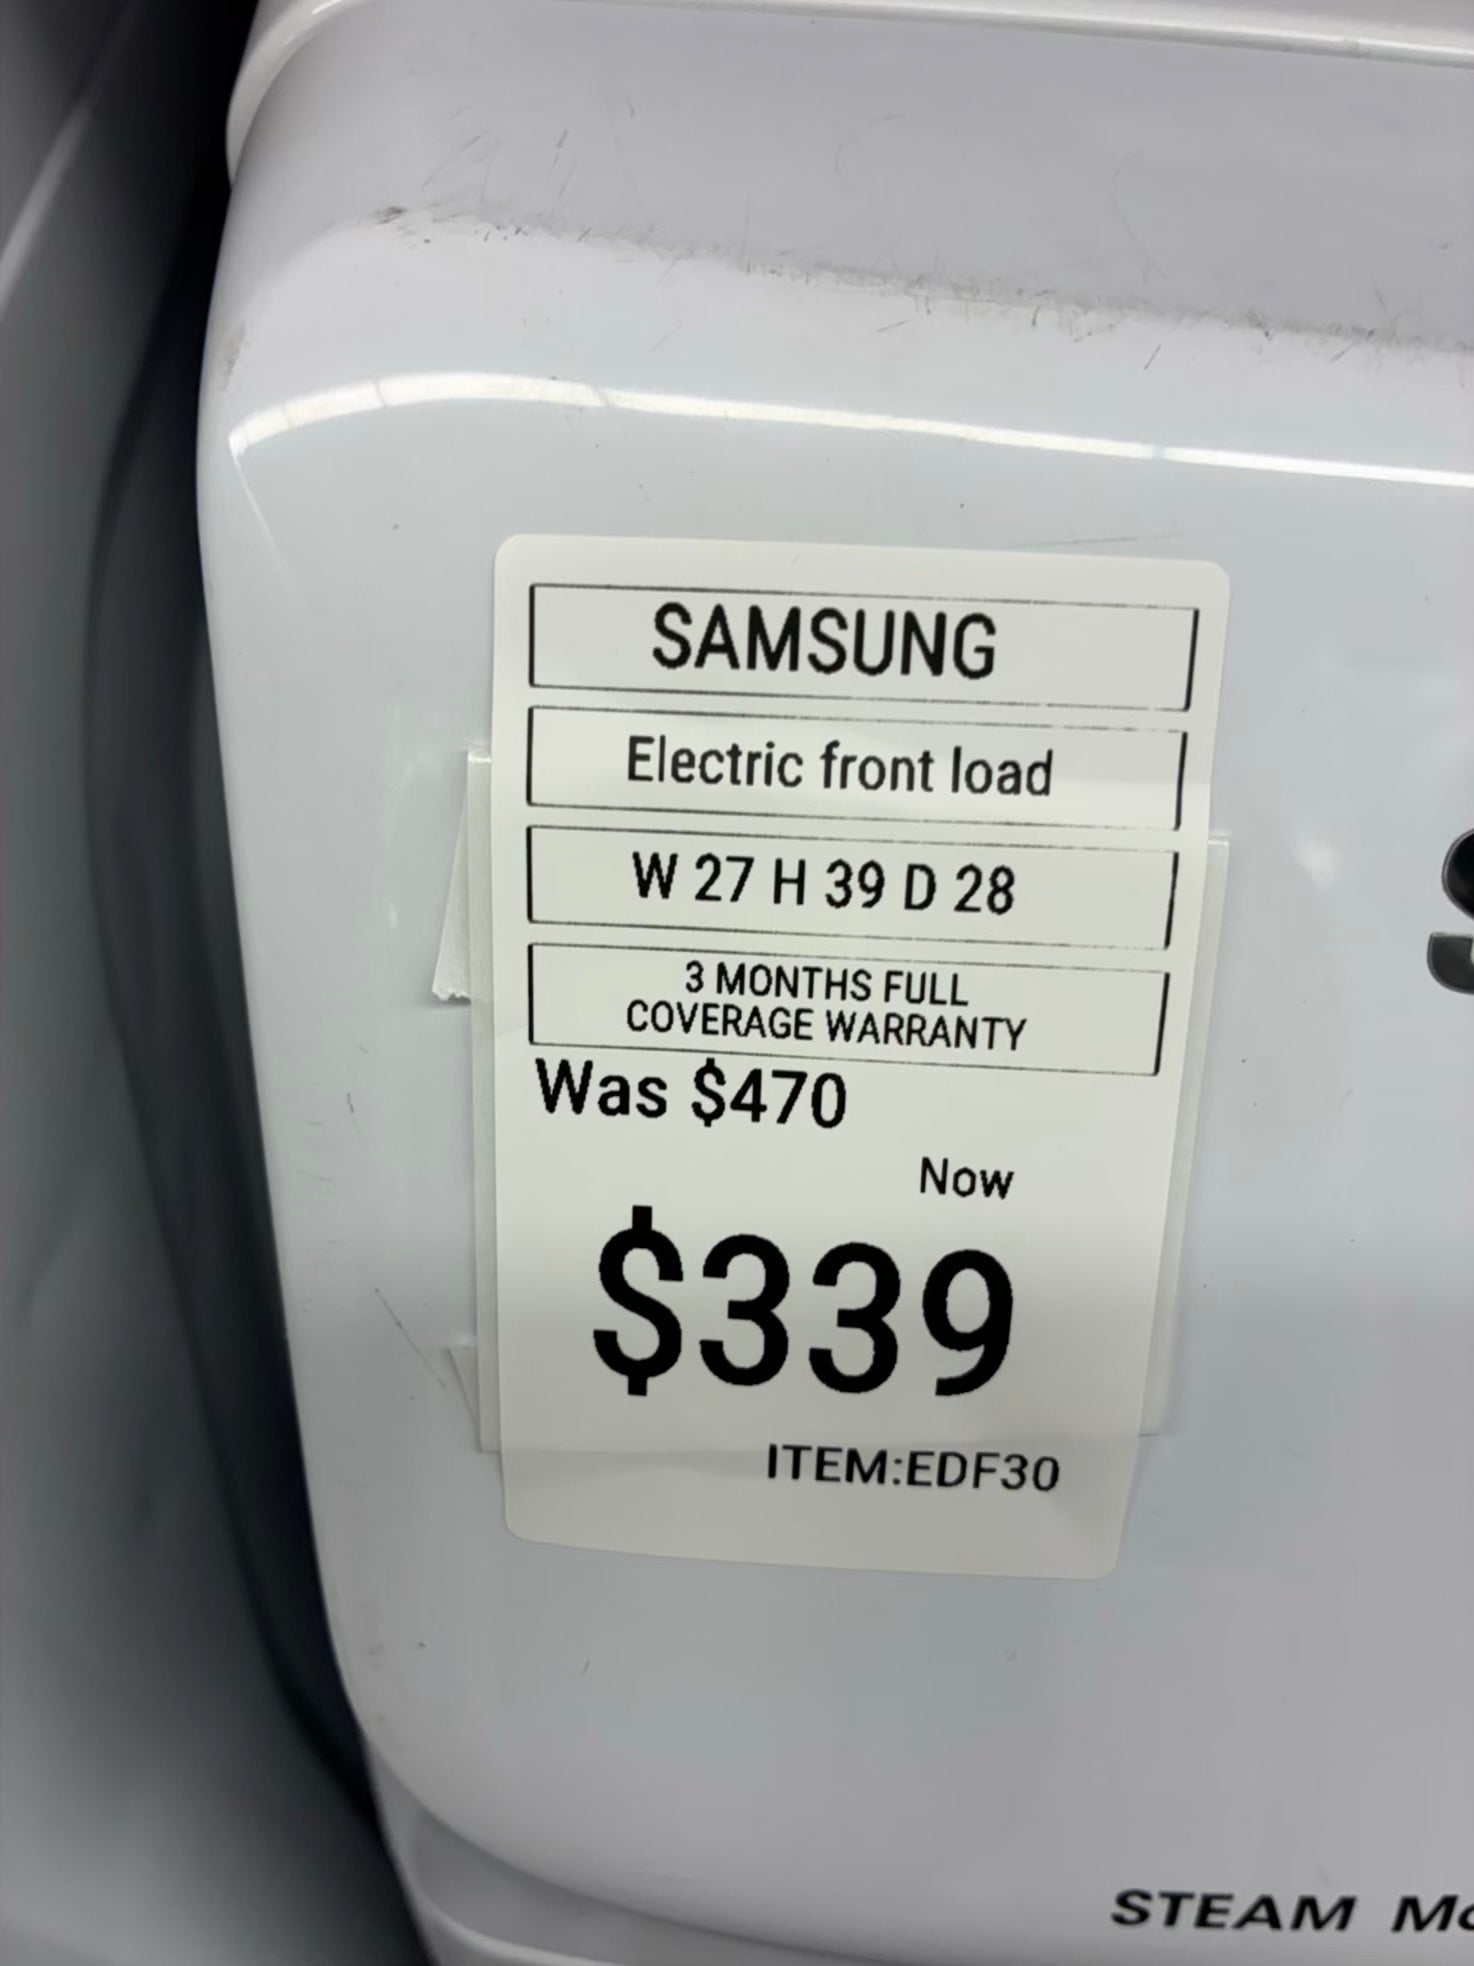 SAMSUNG
Electric front load
W 27 H 39 D 28
3 MONTHS FULL
COVERAGE WARRANTY
Was $470
Now
$339
ITEM:EDF30
STEAM